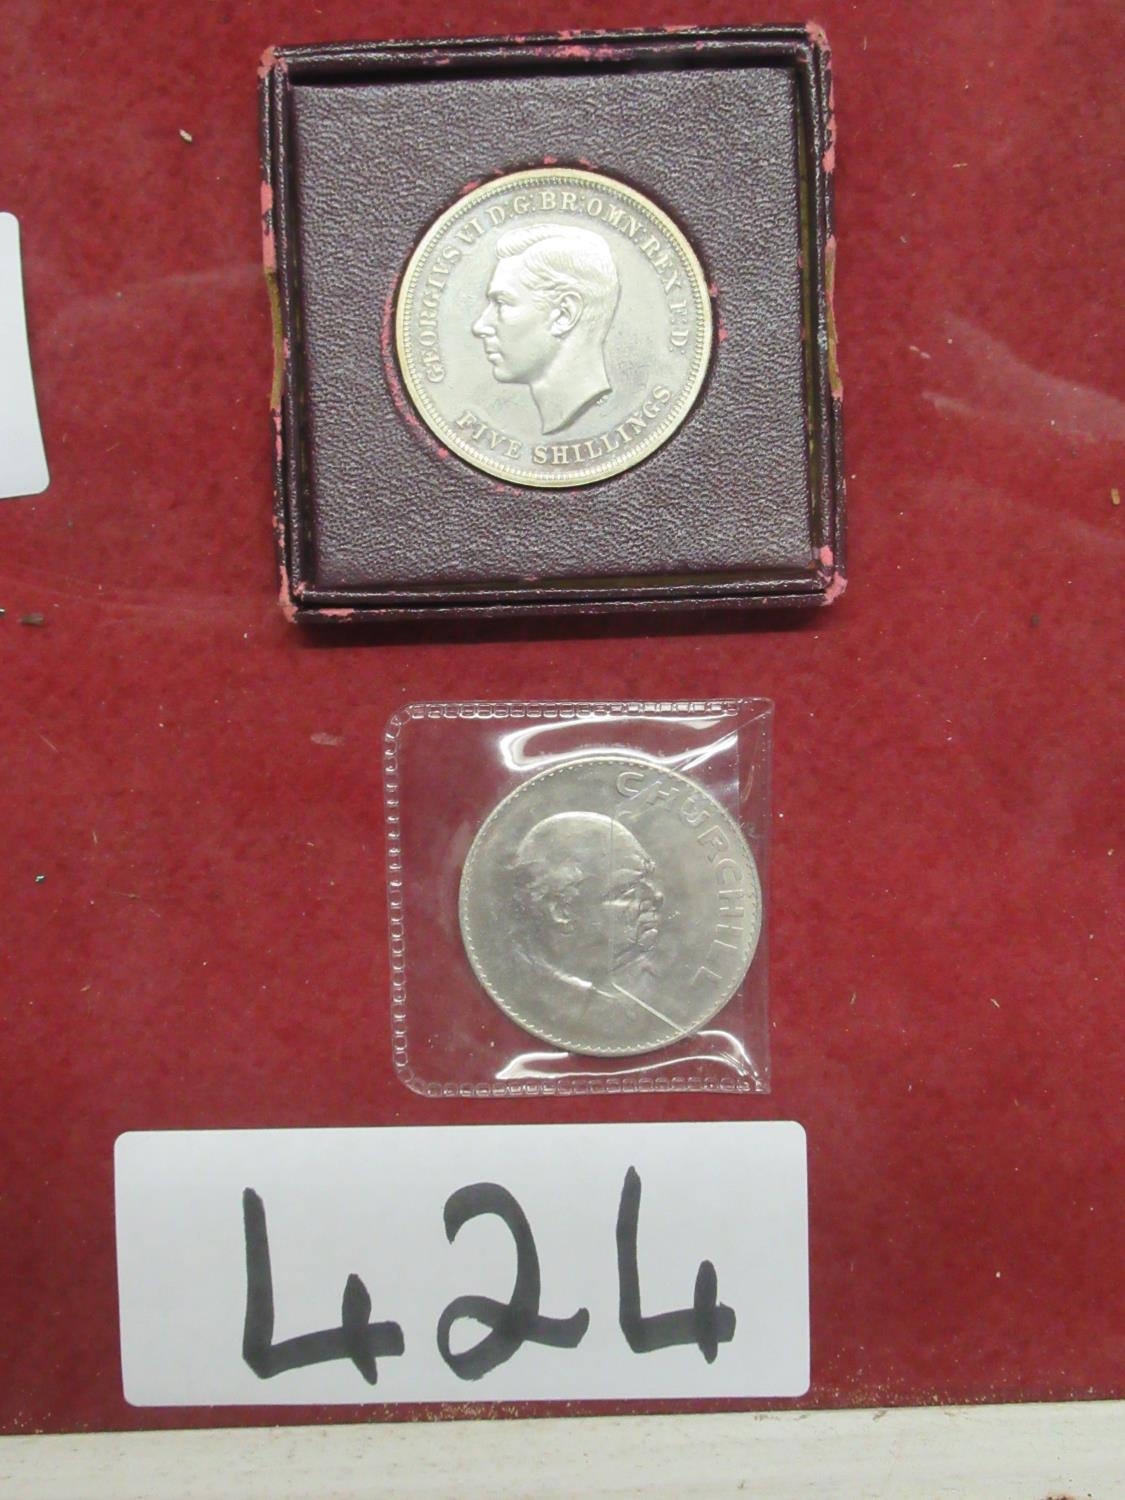 GEORGIVS VI D.G:BR:OMN:REX F:D:
FIVE SHILLINGS
CHURCHILL
424